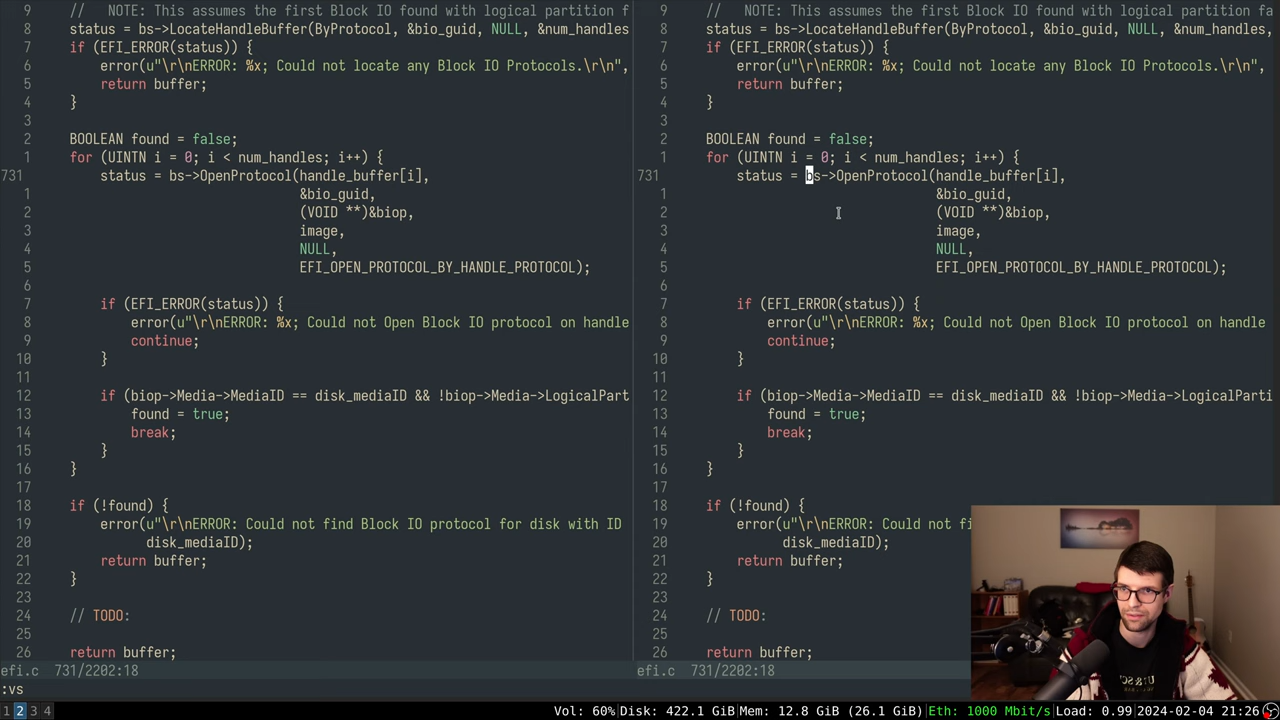 9 // NOTE: This assumes the first Block IO found with logical partition f
8 status = bs->LocateHandleBuffer(ByProtocol, &bio_guid, NULL, &num_handles
7 if (EFI_ERROR(status)) {
6 error(u"\r\nERROR: %x; Could not locate any Block IO Protocols.\r\n",
5 return buffer;
4 }
3
2 BOOLEAN found = false;
1 for (UINTN i = 0; i < num_handles; i++) {
731 status = bs->OpenProtocol(handle_buffer[i],
1 &bio_guid,
2 (VOID **)&biop,
3 image,
4 NULL,
5 EFI_OPEN_PROTOCOL_BY_HANDLE_PROTOCOL);
6
7 if (EFI_ERROR(status)) {
8 error(u"\r\nERROR: %x; Could not Open Block IO protocol on handle
9 continue;
10 }
11
12 if (biop->Media->MediaID == disk_mediaID && !biop->Media->LogicalPart
13 found = true;
14 break;
15 }
16 }
17
18 if (!found) {
19 error(u"\r\nERROR: Could not find Block IO protocol for disk with ID
20 disk_mediaID);
21 return buffer;
22 }
23
24 // TODO:
25
26 return buffer;
efi.c 731/2202:18
9 // NOTE: This assumes the first Block IO found with logical partition fa
8 status = bs->LocateHandleBuffer(ByProtocol, &bio_guid, NULL, &num_handles,
7 if (EFI_ERROR(status)) {
6 error(u"\r\nERROR: %x; Could not locate any Block IO Protocols.\r\n",
5 return buffer;
4 }
3
2 BOOLEAN found = false;
1 for (UINTN i = 0; i < num_handles; i++) {
731 status = bs->OpenProtocol(handle_buffer[i],
1 &bio_guid,
2 (VOID **)&biop,
3 image,
4 NULL,
5 EFI_OPEN_PROTOCOL_BY_HANDLE_PROTOCOL);
6
7 if (EFI_ERROR(status)) {
8 error(u"\r\nERROR: %x; Could not Open Block IO protocol on handle
9 continue;
10 }
11
12 if (biop->Media->MediaID == disk_mediaID && !biop->Media->LogicalParti
13 found = true;
14 break;
15 }
16 }
17
18 if (!found) {
19 error(u"\r\nERROR: Could not fi
20 disk_mediaID);
21 return buffer;
22 }
23
24 // TODO:
25
26 return buffer;
efi.c 731/2202:18
:vs
1 2 3 4 Vol: 60%|Disk: 422.1 GiB|Mem: 12.8 GiB (26.1 GiB)|Eth: 1000 Mbit/s|Load: 0.99|2024-02-04 21:26